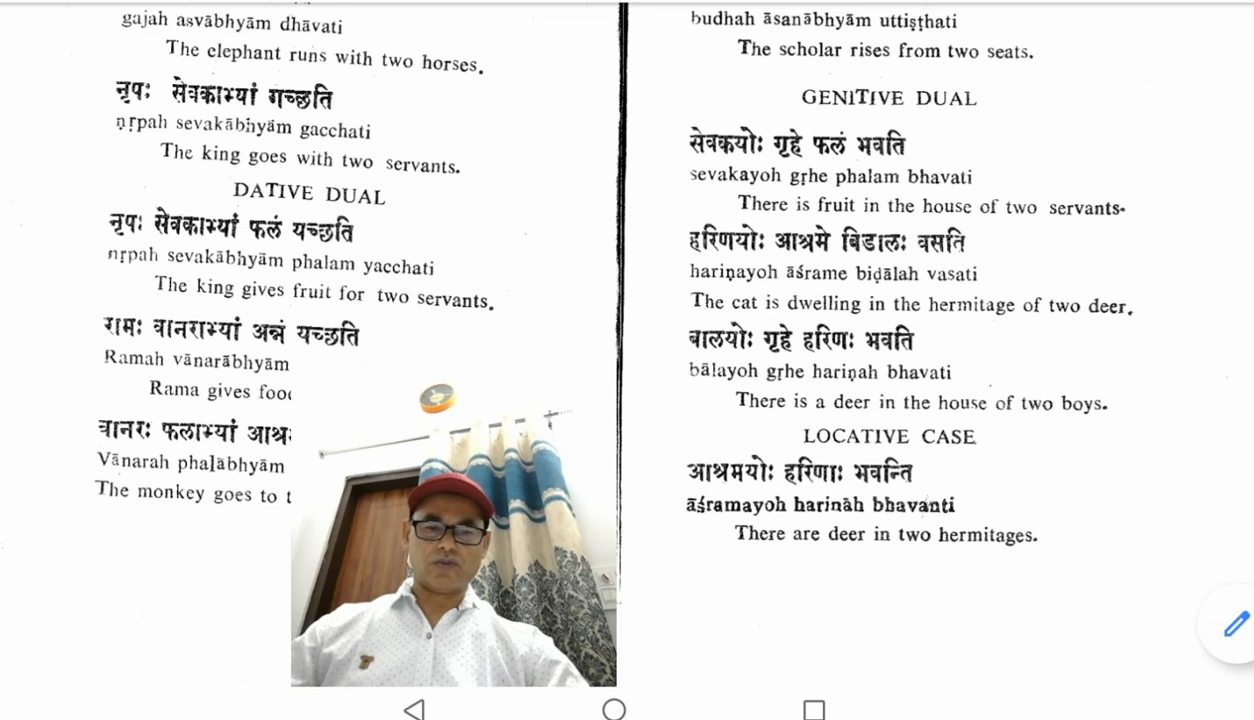 gajah asvābhyām dhāvati
The elephant runs with two horses.
नृपः सेवकाभ्यां गच्छति
nṛpah sevakābhyām gacchati
The king goes with two servants.
DATIVE DUAL
नृपः सेवकाभ्यां फलं यच्छति
nṛpah sevakābhyām phalam yacchati
The king gives fruit for two servants.
रामः वानराभ्यां अन्नं यच्छति
Ramah vānarābhyām
Rama gives food
वानरः फलाभ्यां
Vānarah phalābhyām
The monkey goes to t
budhah āsanābhyām uttiṣṭhati
The scholar rises from two seats.
GENITIVE DUAL
सेवकयोः गृहे फलं भवति
sevakayoh gṛhe phalam bhavati
There is fruit in the house of two servants.
हरिणयोः आश्रमे बिडालः वसति
hariṇayoh āśrame biḍālah vasati
The cat is dwelling in the hermitage of two deer.
बालयोः गृहे हरिणः भवति
bālayoh gṛhe hariṇah bhavati
There is a deer in the house of two boys.
LOCATIVE CASE
आश्रमयोः हरिणाः भवन्ति
āśramayoh harināh bhavanti
There are deer in two hermitages.